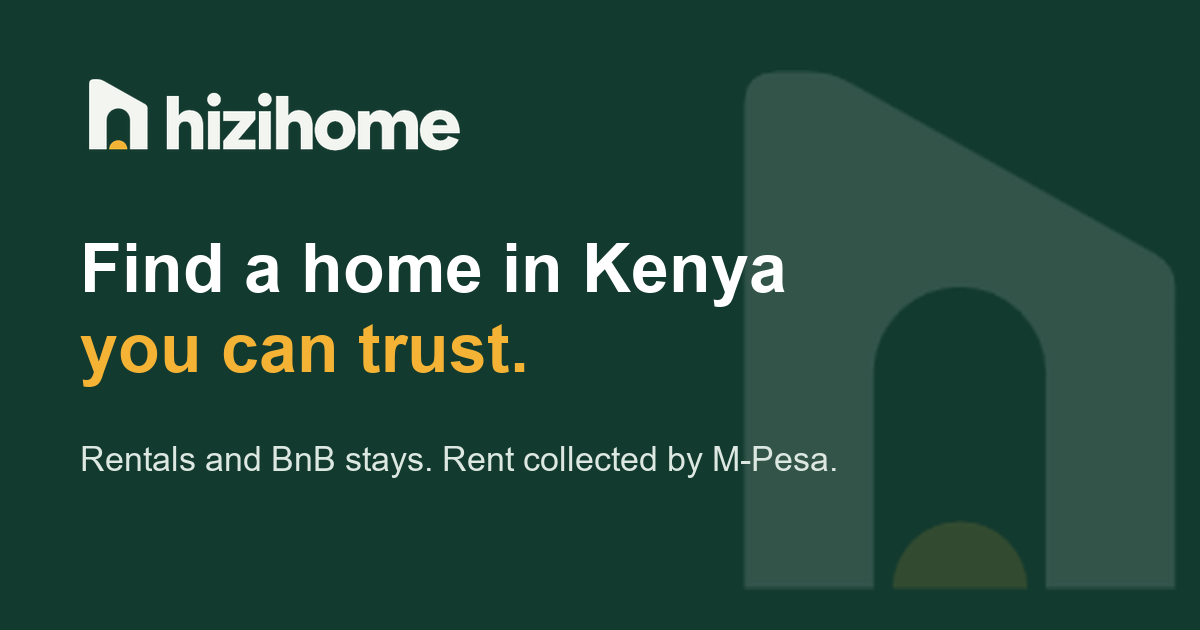 hizihome
Find a home in Kenya
you can trust.
Rentals and BnB stays. Rent collected by M-Pesa.